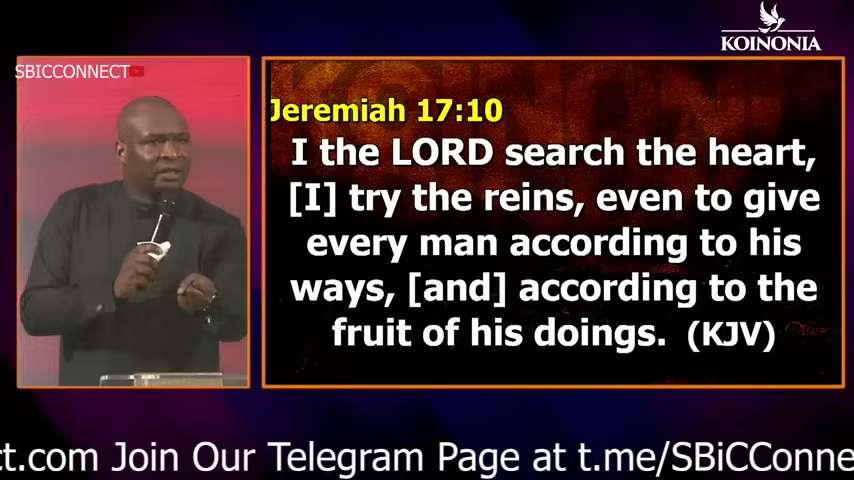 KOINONIA
SBICCONNECT
Jeremiah 17:10
I the LORD search the heart,
[I] try the reins, even to give
every man according to his
ways, [and] according to the
fruit of his doings. (KJV)
ct.com Join Our Telegram Page at t.me/SBiCConne